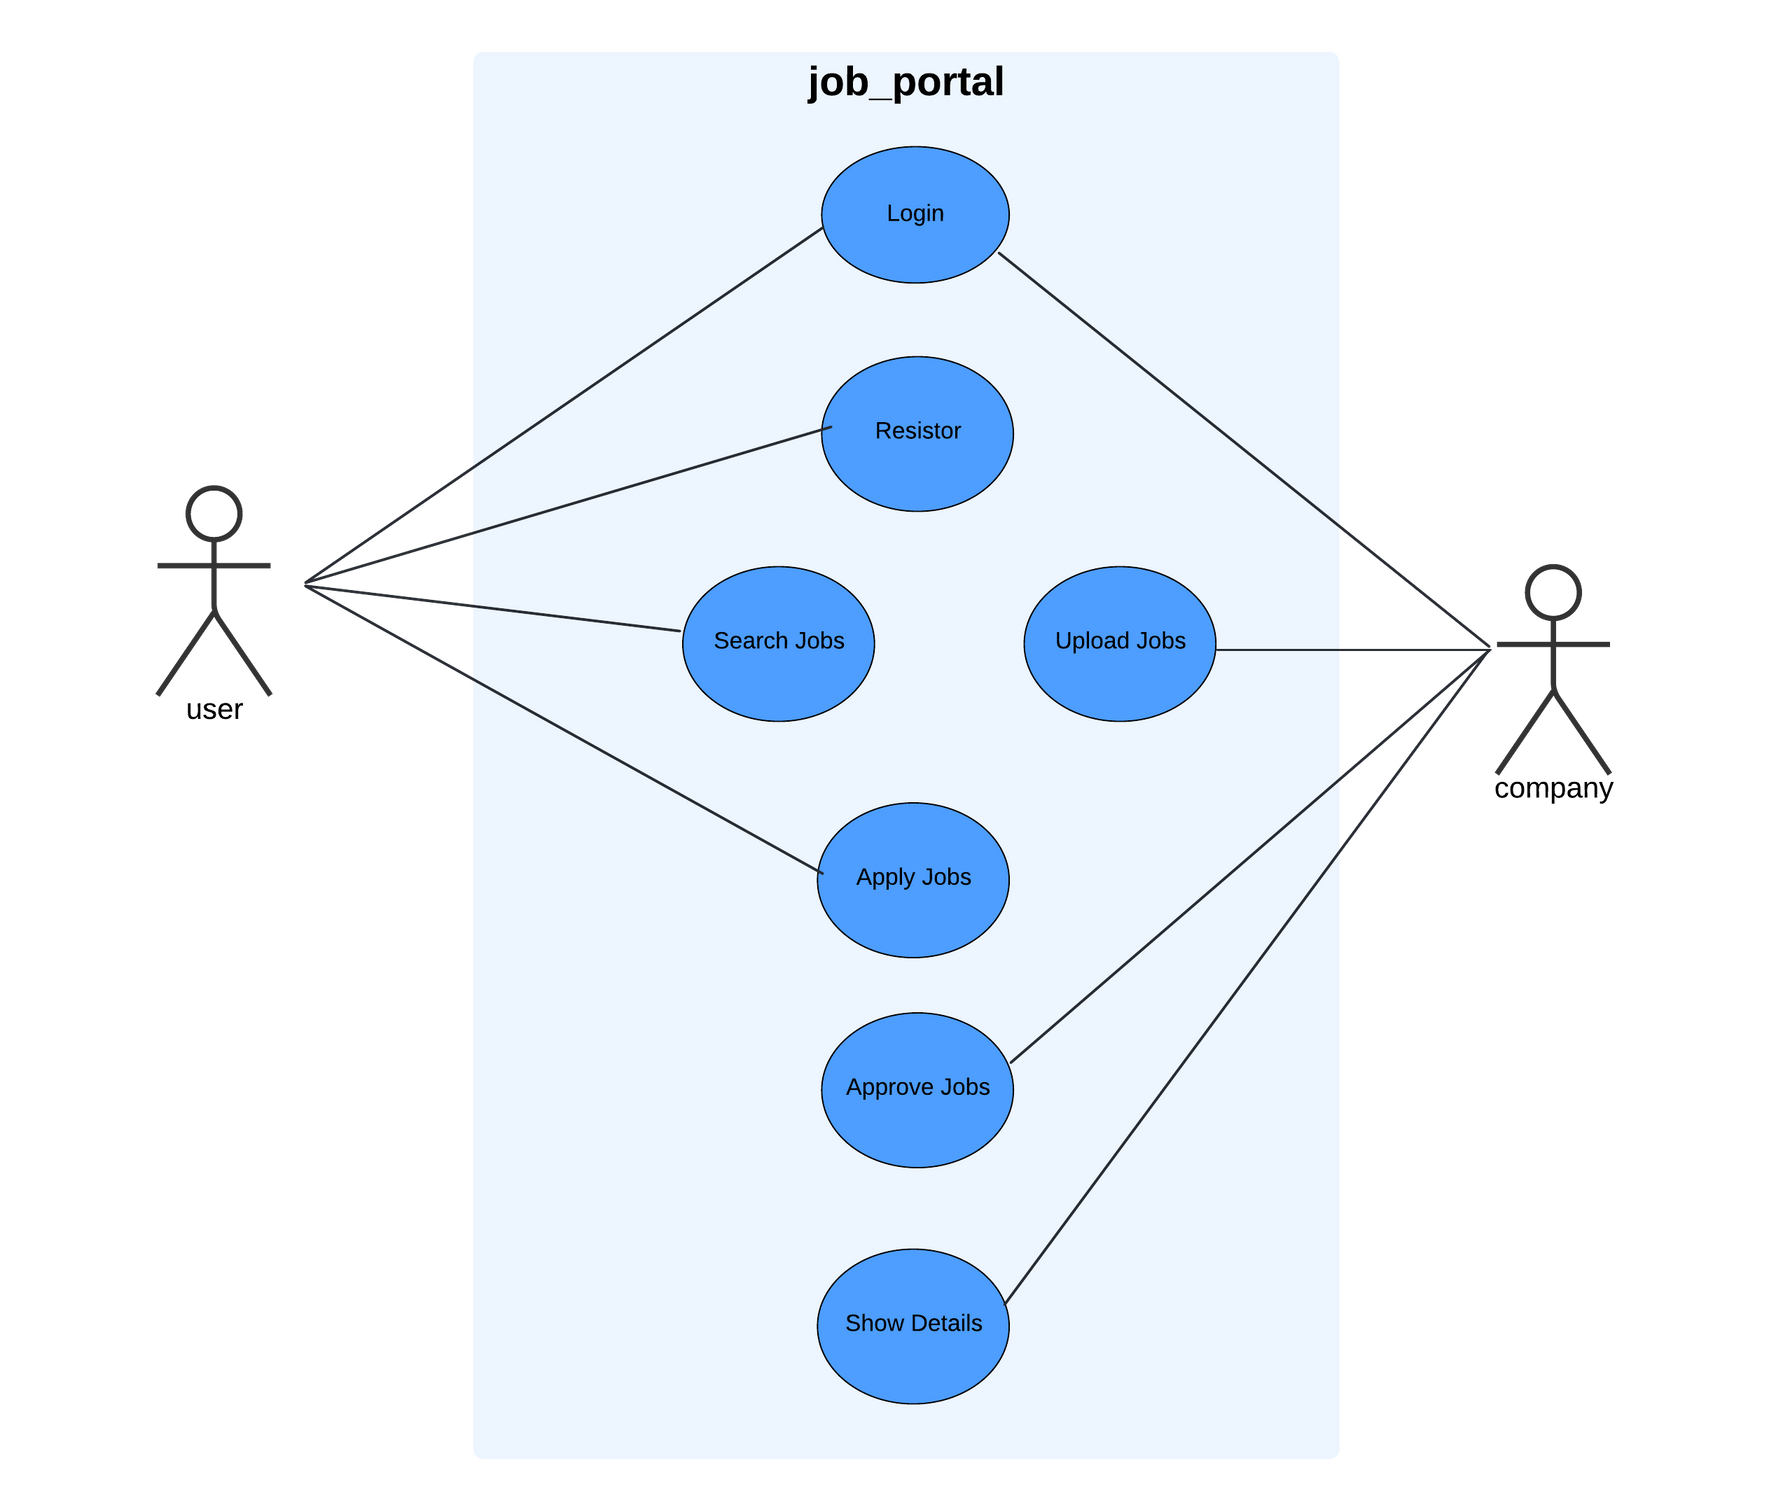 job_portal
Login
Resistor
Search Jobs
Upload Jobs
user
company
Apply Jobs
Approve Jobs
Show Details